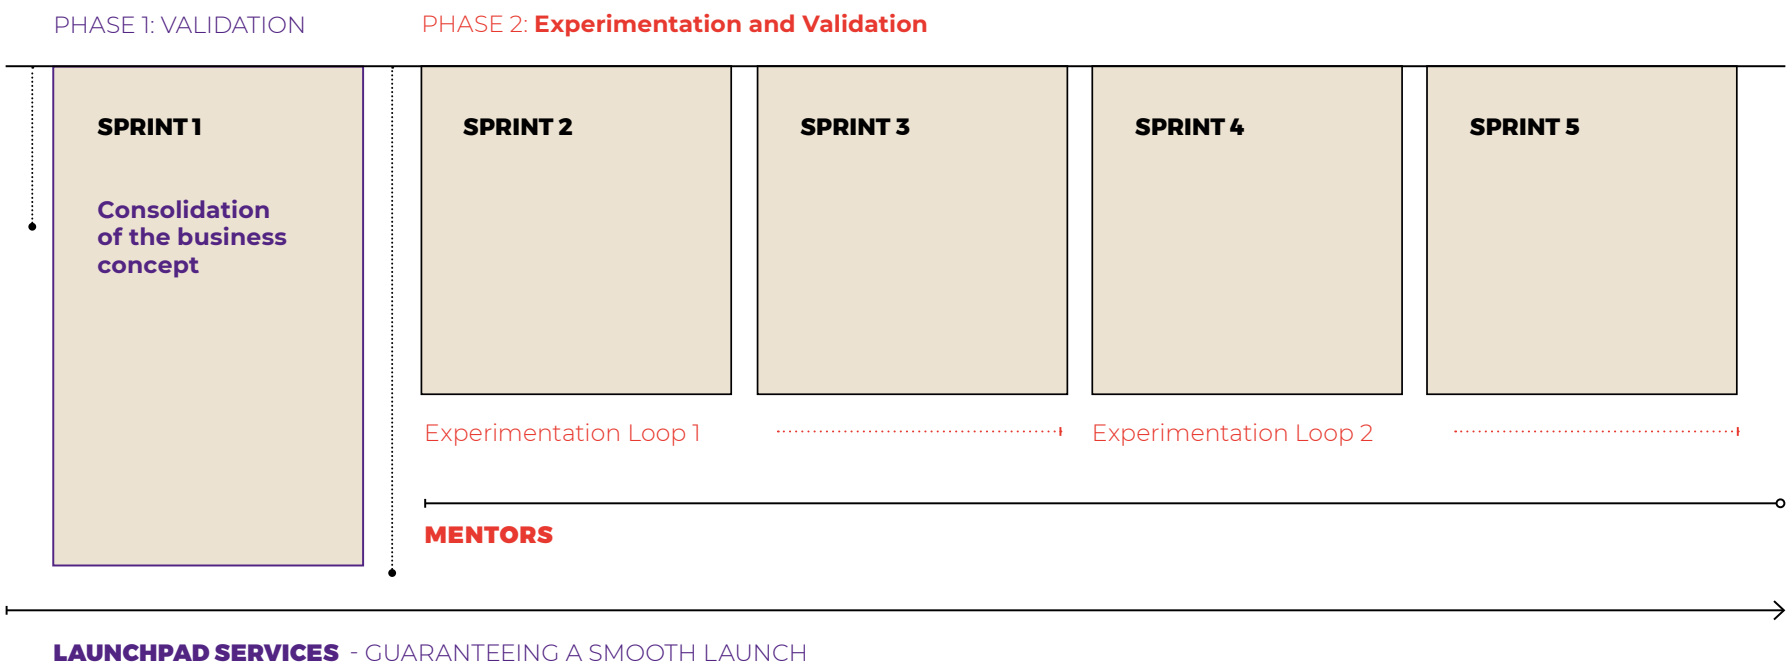 PHASE 1: VALIDATION
PHASE 2: Experimentation and Validation
SPRINT 1
Consolidation
of the business
concept
SPRINT 2
SPRINT 3
SPRINT 4
SPRINT 5
Experimentation Loop 1
Experimentation Loop 2
MENTORS
LAUNCHPAD SERVICES - GUARANTEEING A SMOOTH LAUNCH